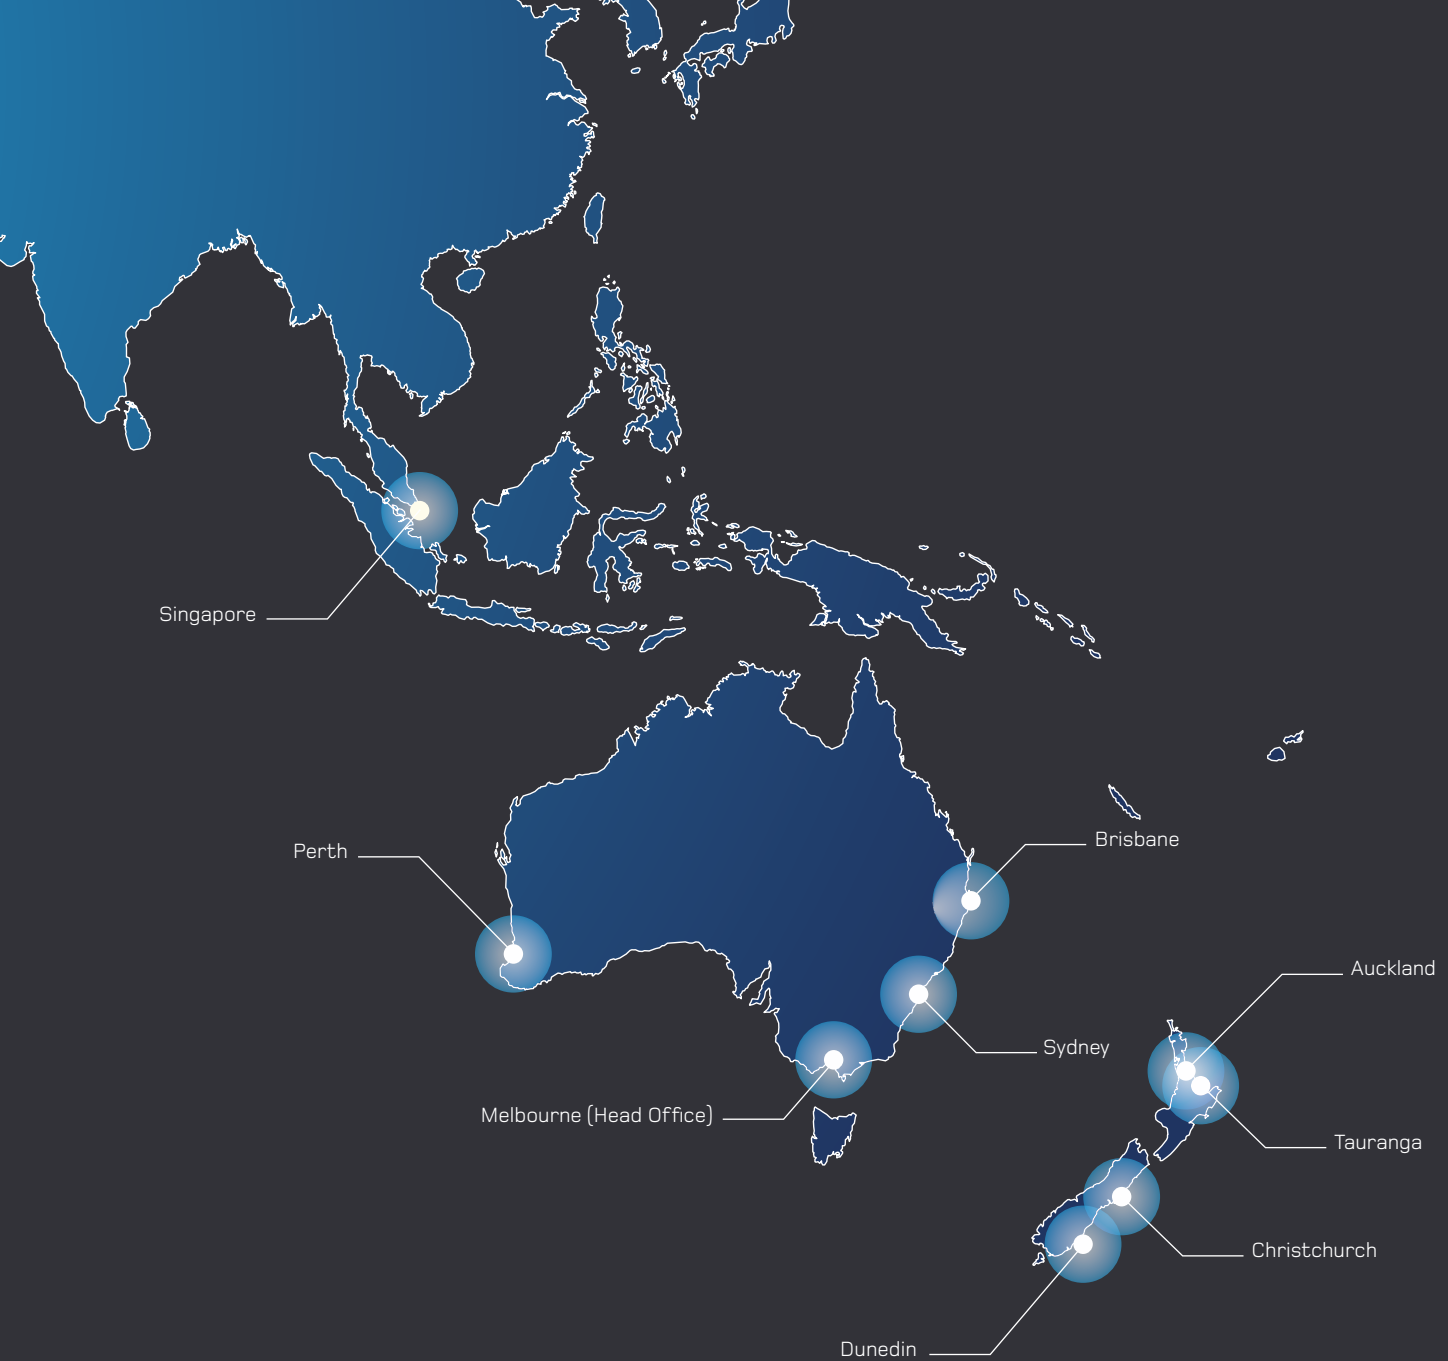 Singapore
Brisbane
Perth
Auckland
Sydney
Melbourne (Head Office)
Tauranga
Christchurch
Dunedin